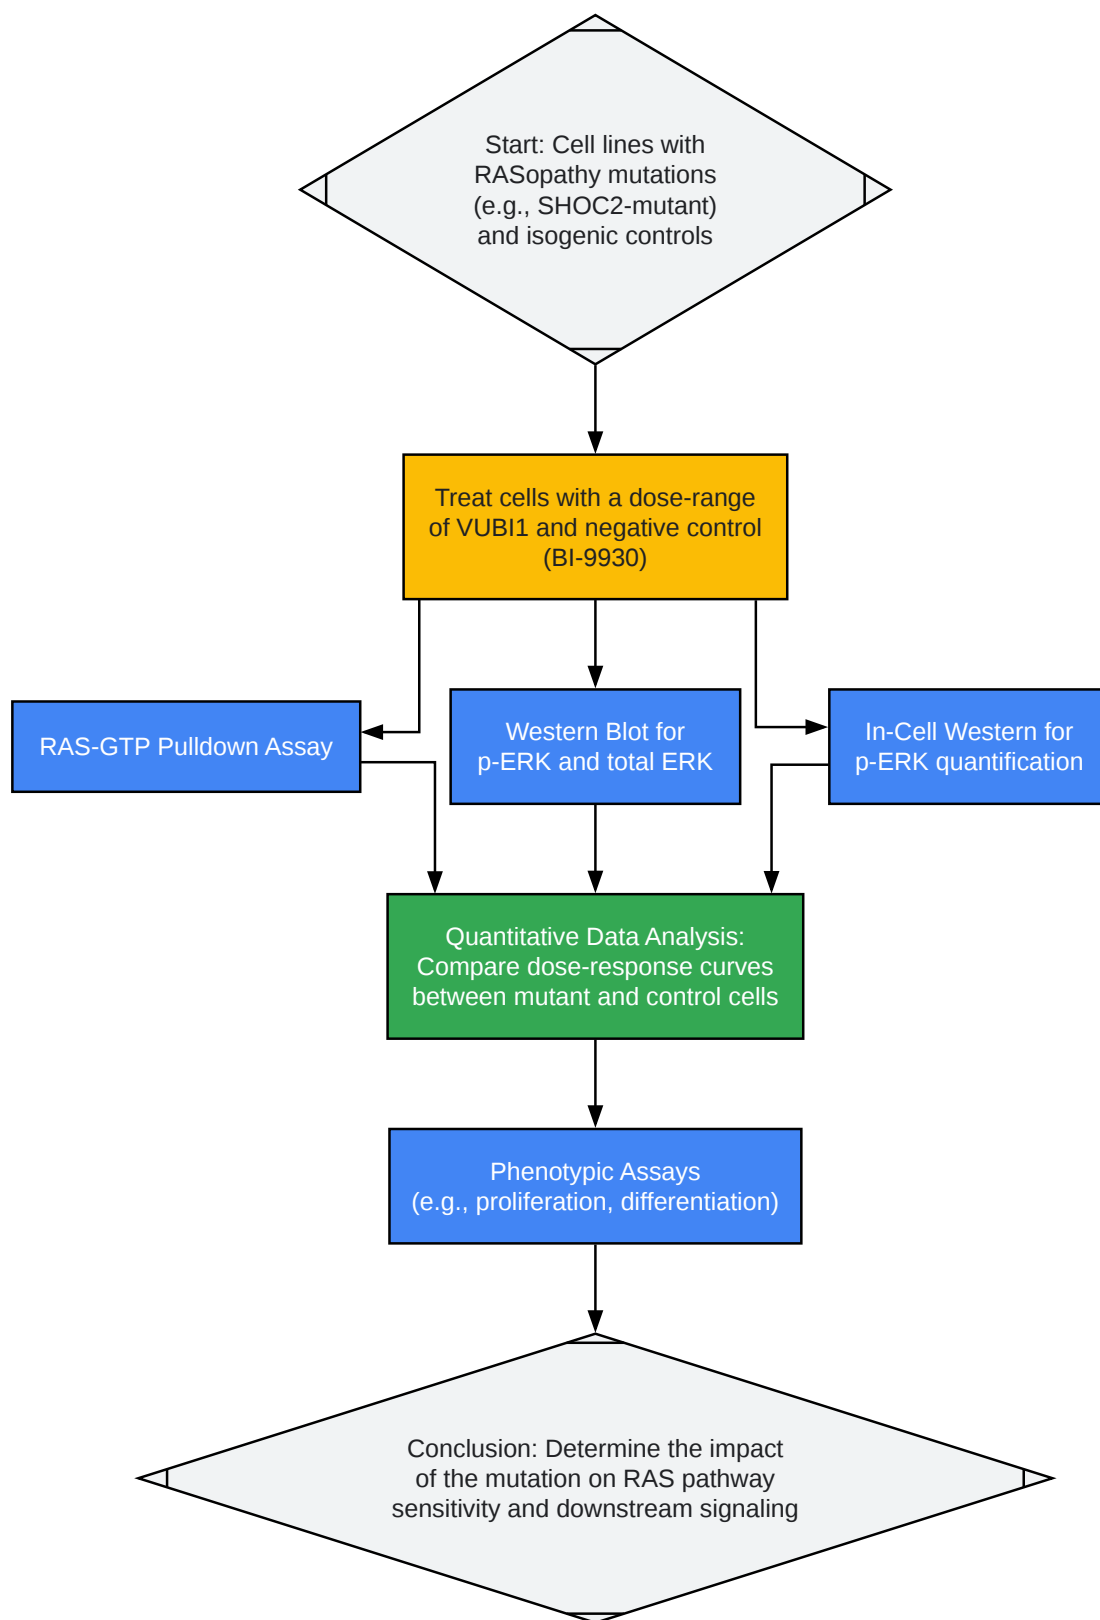 Start: Cell lines with
RASopathy mutations
(e.g., SHOC2-mutant)
and isogenic controls
Treat cells with a dose-range
of VUBI1 and negative control
(BI-9930)
RAS-GTP Pulldown Assay
Western Blot for
p-ERK and total ERK
In-Cell Western for
p-ERK quantification
Quantitative Data Analysis:
Compare dose-response curves
between mutant and control cells
Phenotypic Assays
(e.g., proliferation, differentiation)
Conclusion: Determine the impact
of the mutation on RAS pathway
sensitivity and downstream signaling